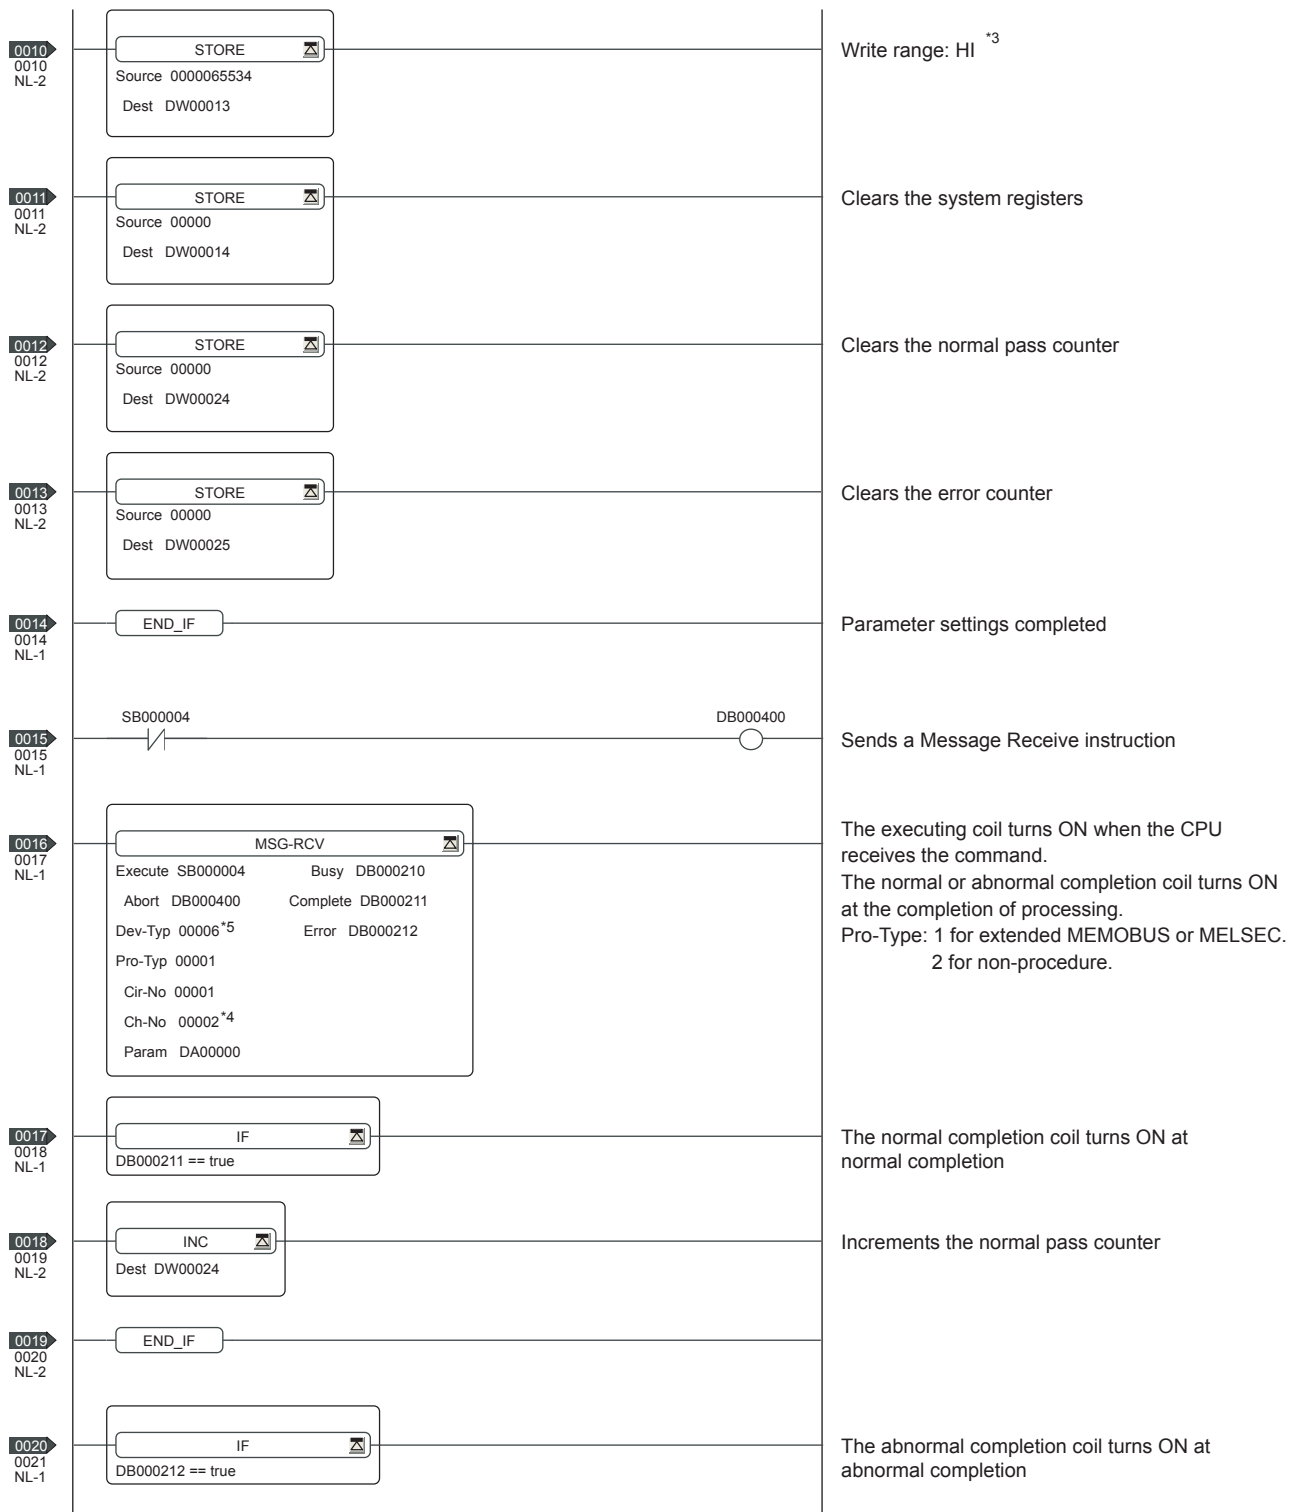 0010
0010
NL-2
STORE
Source 0000065534
Dest DW00013
Write range: HI *3
0011
0011
NL-2
STORE
Source 00000
Dest DW00014
Clears the system registers
0012
0012
NL-2
STORE
Source 00000
Dest DW00024
Clears the normal pass counter
0013
0013
NL-2
STORE
Source 00000
Dest DW00025
Clears the error counter
0014
0014
NL-1
END_IF
Parameter settings completed
0015
0015
NL-1
SB000004
DB000400
Sends a Message Receive instruction
0016
0017
NL-1
MSG-RCV
Execute SB000004 Busy DB000210
Abort DB000400 Complete DB000211
Dev-Typ 00006*5 Error DB000212
Pro-Typ 00001
Cir-No 00001
Ch-No 00002*4
Param DA00000
The executing coil turns ON when the CPU
receives the command.
The normal or abnormal completion coil turns ON
at the completion of processing.
Pro-Type: 1 for extended MEMOBUS or MELSEC.
2 for non-procedure.
0017
0018
NL-1
IF
DB000211 == true
The normal completion coil turns ON at
normal completion
0018
0019
NL-2
INC
Dest DW00024
Increments the normal pass counter
0019
0020
NL-2
END_IF
0020
0021
NL-1
IF
DB000212 == true
The abnormal completion coil turns ON at
abnormal completion